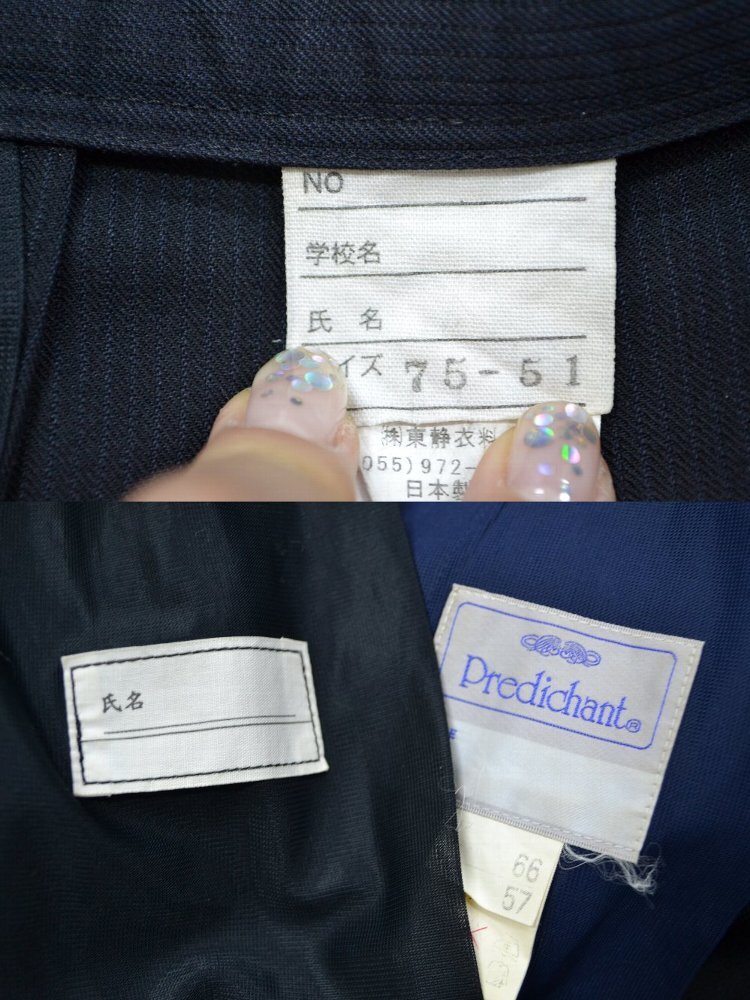 NO
学校名
氏 名
イズ 75-51
㈱東静衣料
055)972-
日本製
氏名
Predichant®
E
66
57